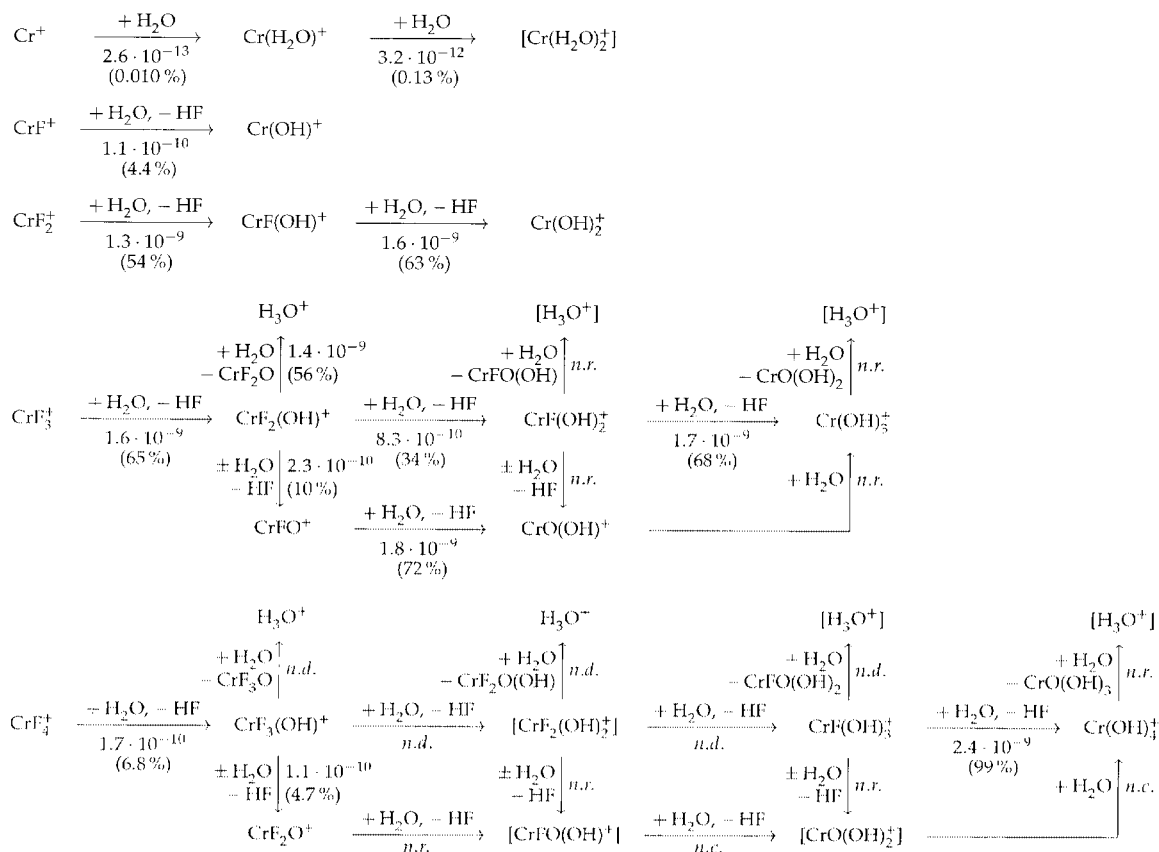 + H₂O + H₂O
Cr⁺ Cr(H₂O)⁺ [Cr(H₂O)₂⁺]
2.6 · 10⁻¹³ 3.2 · 10⁻¹²
(0.010 %) (0.13 %)
+ H₂O, − HF
CrF⁺ Cr(OH)⁺
1.1 · 10⁻¹⁰
(4.4 %)
+ H₂O, − HF + H₂O, − HF
CrF₂⁺ CrF(OH)⁺ Cr(OH)₂⁺
1.3 · 10⁻⁹ 1.6 · 10⁻⁹
(54 %) (63 %)
H₃O⁺ [H₃O⁺] [H₃O⁺]
+ H₂O 1.4 · 10⁻⁹ + H₂O n.r. + H₂O n.r.
− CrF₂O (56 %) − CrFO(OH) − CrO(OH)₂
+ H₂O, − HF + H₂O, − HF + H₂O, − HF
CrF₃⁺ CrF₂(OH)⁺ CrF(OH)₂⁺ Cr(OH)₃⁺
1.6 · 10⁻⁹ 8.3 · 10⁻¹⁰ 1.7 · 10⁻⁹
(65 %) (34 %) (68 %)
± H₂O 2.3 · 10⁻¹⁰ ± H₂O n.r. + H₂O n.r.
− HF (10 %) − HF
+ H₂O, − HF
CrFO⁺ CrO(OH)⁺
1.8 · 10⁻⁹
(72 %)
H₃O⁺ H₃O⁺ [H₃O⁺] [H₃O⁺]
+ H₂O n.d. + H₂O n.d. + H₂O n.d. + H₂O n.r.
− CrF₃O − CrF₂O(OH) − CrFO(OH)₂ − CrO(OH)₃
+ H₂O, − HF + H₂O, − HF + H₂O, − HF + H₂O, − HF
CrF₄⁺ CrF₃(OH)⁺ [CrF₂(OH)₂⁺] CrF(OH)₃⁺ Cr(OH)₄⁺
1.7 · 10⁻¹⁰ n.d. n.d. 2.4 · 10⁻⁹
(6.8 %) (99 %)
± H₂O 1.1 · 10⁻¹⁰ ± H₂O n.r. ± H₂O n.r. + H₂O n.c.
− HF (4.7 %) − HF − HF
+ H₂O, − HF + H₂O, − HF
CrF₂O⁺ [CrFO(OH)⁺] [CrO(OH)₂⁺]
n.r. n.c.